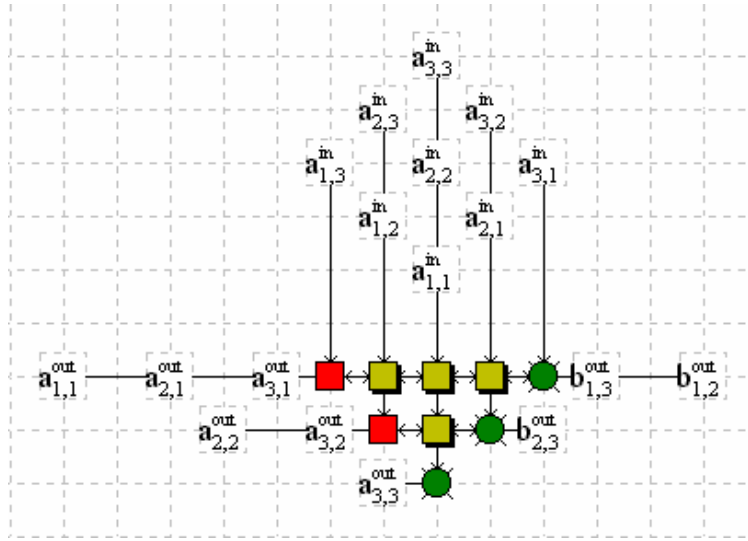 a^in_3,3
a^in_2,3 a^in_3,2
a^in_1,3 a^in_2,2 a^in_3,1
a^in_1,2 a^in_2,1
a^in_1,1
a^out_1,1 a^out_2,1 a^out_3,1 b^out_1,3 b^out_1,2
a^out_2,2 a^out_3,2 b^out_2,3
a^out_3,3